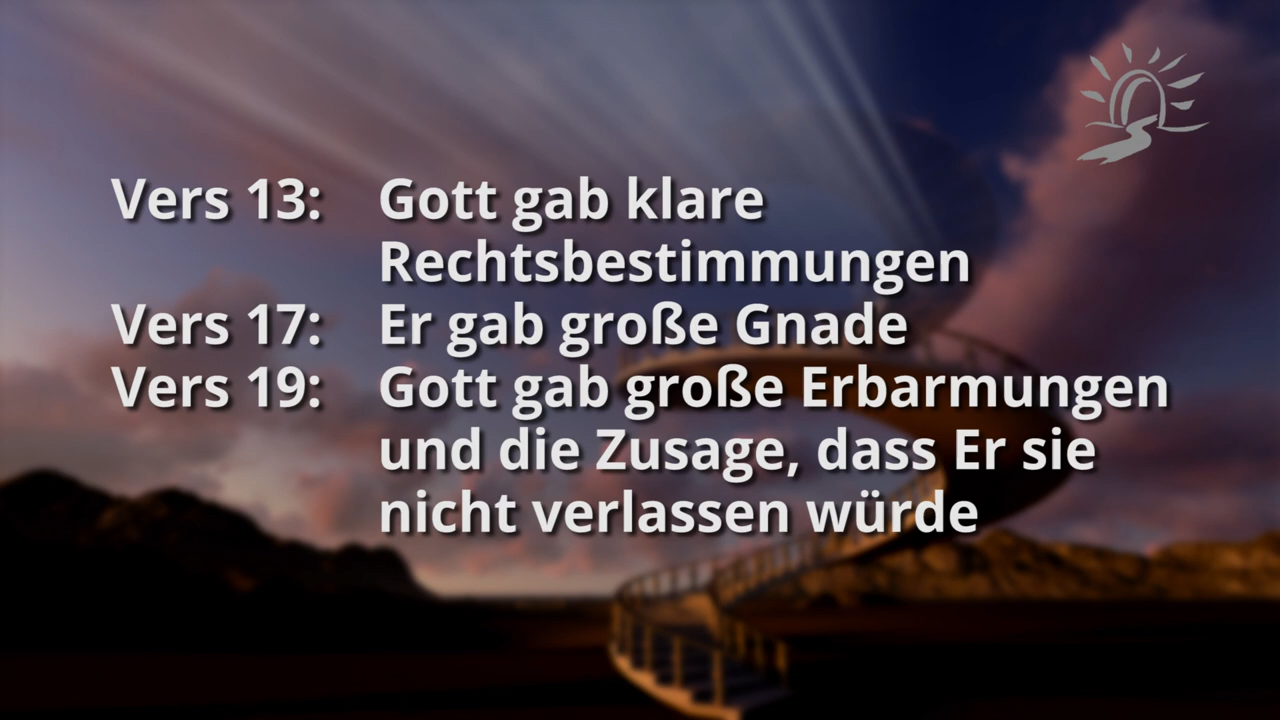 Vers 13: Gott gab klare
Rechtsbestimmungen
Vers 17: Er gab große Gnade
Vers 19: Gott gab große Erbarmungen
und die Zusage, dass Er sie
nicht verlassen würde